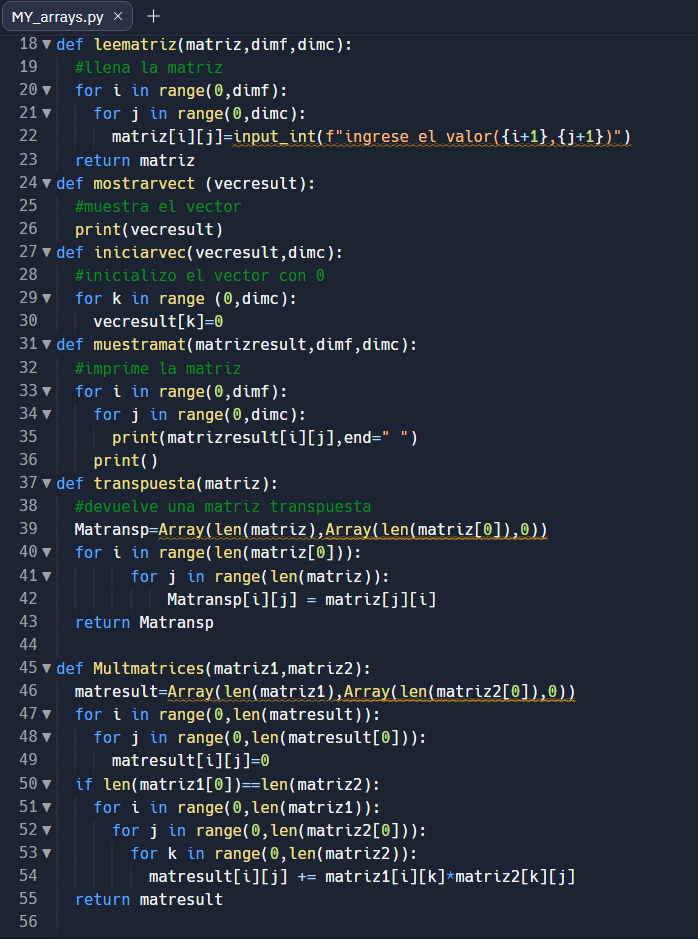 MY_arrays.py × +
18 def leematriz(matriz,dimf,dimc):
19   #llena la matriz
20   for i in range(0,dimf):
21     for j in range(0,dimc):
22       matriz[i][j]=input_int(f"ingrese el valor({i+1},{j+1})")
23   return matriz
24 def mostrarvect (vecresult):
25   #muestra el vector
26   print(vecresult)
27 def iniciarvec(vecresult,dimc):
28   #inicializo el vector con 0
29   for k in range (0,dimc):
30     vecresult[k]=0
31 def muestramat(matrizresult,dimf,dimc):
32   #imprime la matriz
33   for i in range(0,dimf):
34     for j in range(0,dimc):
35       print(matrizresult[i][j],end=" ")
36     print()
37 def transpuesta(matriz):
38   #devuelve una matriz transpuesta
39   Matransp=Array(len(matriz),Array(len(matriz[0]),0))
40   for i in range(len(matriz[0])):
41         for j in range(len(matriz)):
42             Matransp[i][j] = matriz[j][i]
43   return Matransp
44
45 def Multmatrices(matriz1,matriz2):
46   matresult=Array(len(matriz1),Array(len(matriz2[0]),0))
47   for i in range(0,len(matresult)):
48     for j in range(0,len(matresult[0])):
49       matresult[i][j]=0
50   if len(matriz1[0])==len(matriz2):
51     for i in range(0,len(matriz1)):
52       for j in range(0,len(matriz2[0])):
53         for k in range(0,len(matriz2)):
54           matresult[i][j] += matriz1[i][k]*matriz2[k][j]
55   return matresult
56